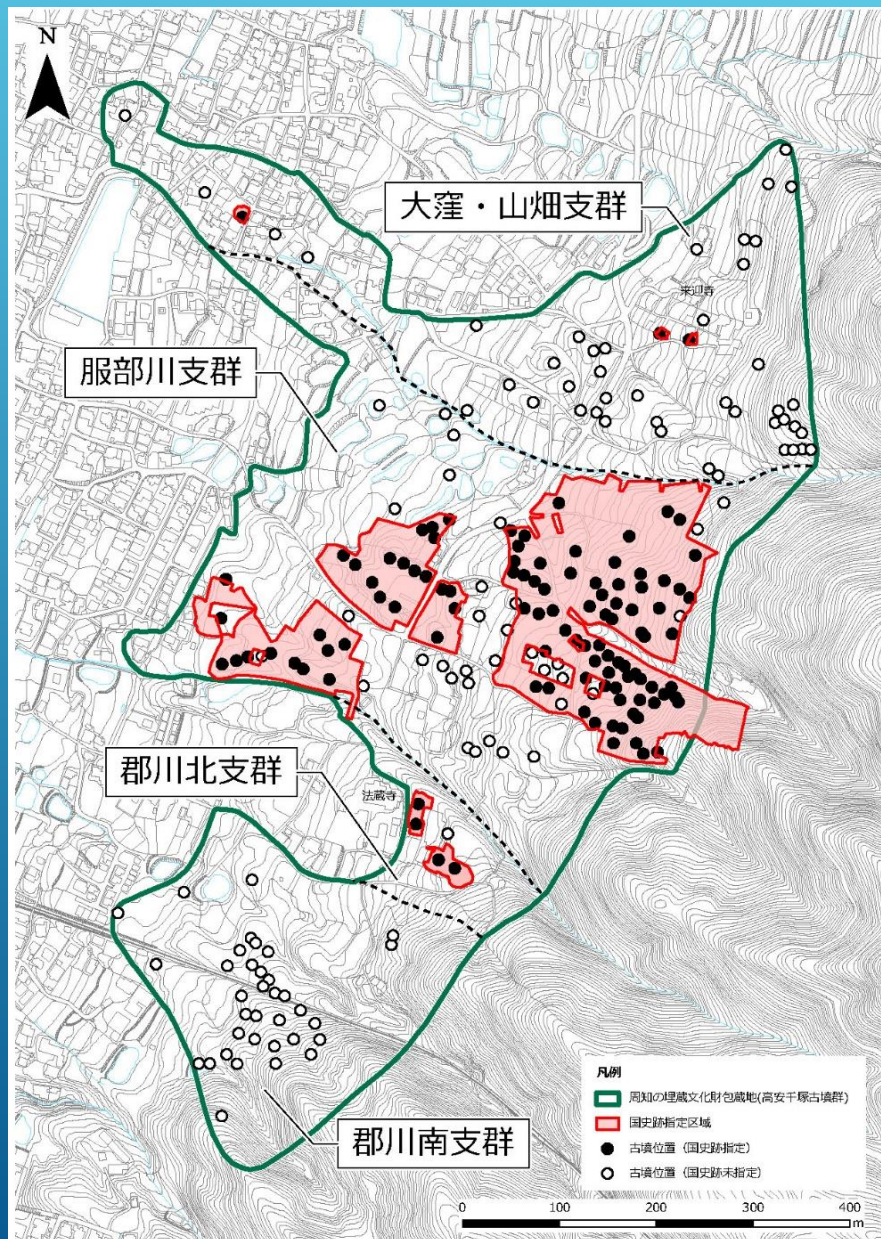 N
大窪・山畑支群
来迎寺
服部川支群
郡川北支群
法蔵寺
郡川南支群
凡例
周知の埋蔵文化財包蔵地(高安千塚古墳群)
国史跡指定区域
古墳位置（国史跡指定）
古墳位置（国史跡未指定）
0 100 200 300 400
m